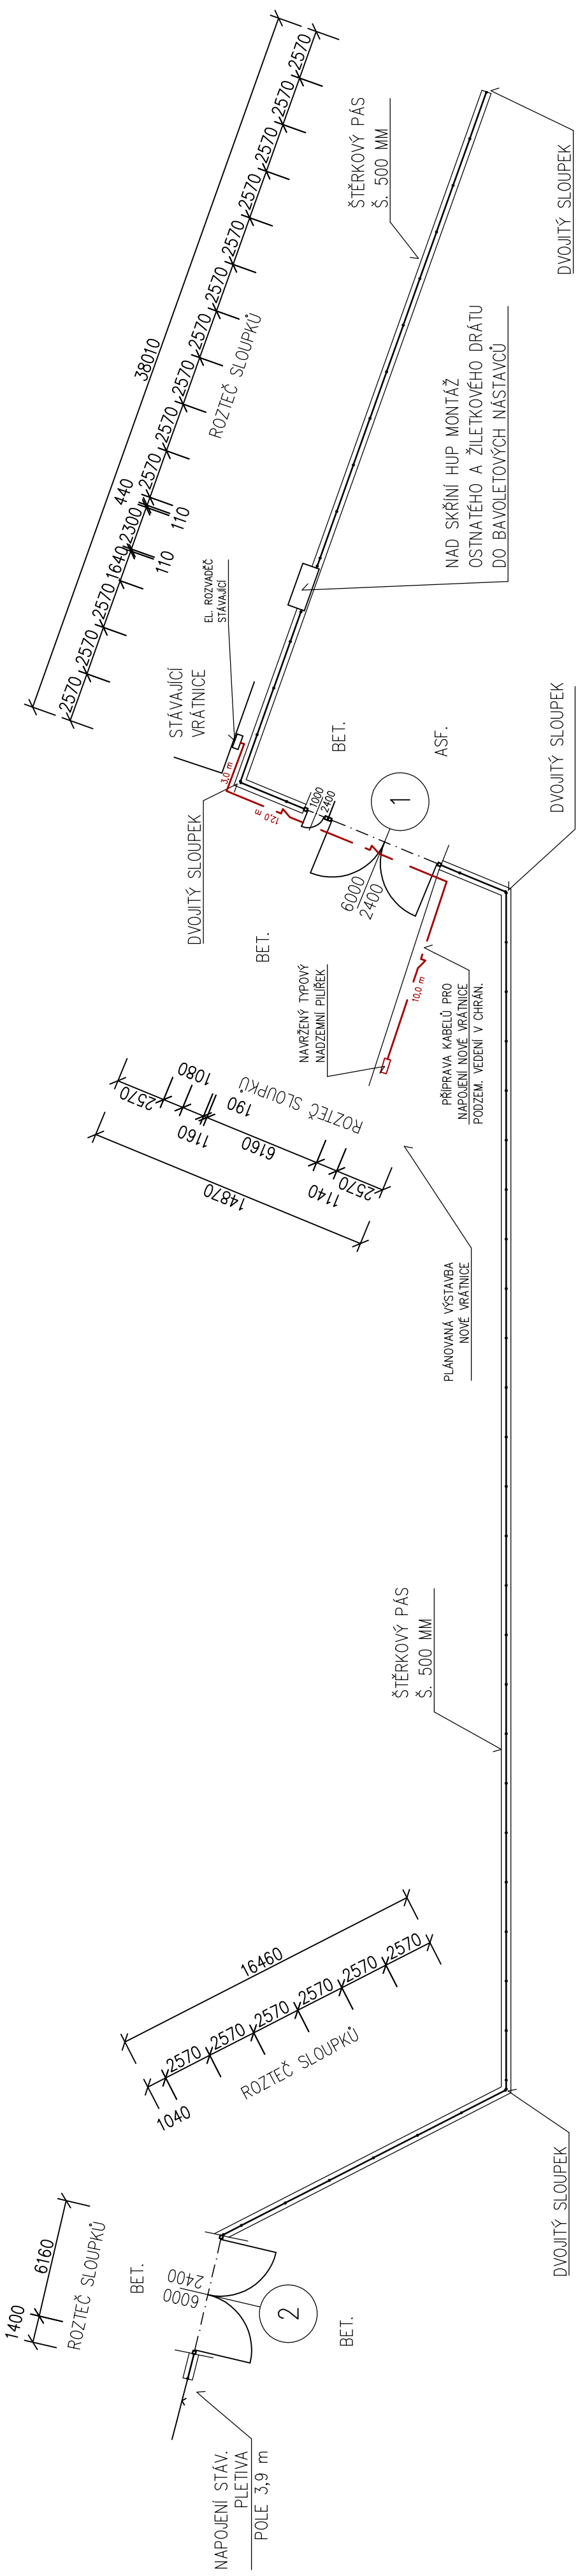 38010
2570
2570
2570
1640
110
2300
110
440
2570
2570
2570
2570
2570
2570
2570
2570
2570
2570
ROZTEČ SLOUPKŮ
ŠTĚRKOVÝ PÁS
Š. 500 MM
DVOJITÝ SLOUPEK
NAD SKŘÍNÍ HUP MONTÁŽ
OSTNATÉHO A ŽILETKOVÉHO DRÁTU
DO BAVOLETOVÝCH NÁSTAVCŮ
EL. ROZVADĚČ
STÁVAJÍCÍ
STÁVAJÍCÍ
VRÁTNICE
3,0 m
12,0 m
1000
2400
BET.
ASF.
1
6000
2400
DVOJITÝ SLOUPEK
DVOJITÝ SLOUPEK
BET.
NAVRŽENÝ TYPOVÝ
NADZEMNÍ PILÍŘEK
10,0 m
PŘÍPRAVA KABELŮ PRO
NAPOJENÍ NOVÉ VRÁTNICE
PODZEM. VEDENÍ V CHRÁN.
2570
1080
1160
190
6160
1140
2570
ROZTEČ SLOUPKŮ
14870
PLÁNOVANÁ VÝSTAVBA
NOVÉ VRÁTNICE
ŠTĚRKOVÝ PÁS
Š. 500 MM
16460
1040
2570
2570
2570
2570
2570
2570
ROZTEČ SLOUPKŮ
DVOJITÝ SLOUPEK
1400
6160
ROZTEČ SLOUPKŮ
BET.
6000
2400
2
BET.
NAPOJENÍ STÁV.
PLETIVA
POLE 3,9 m